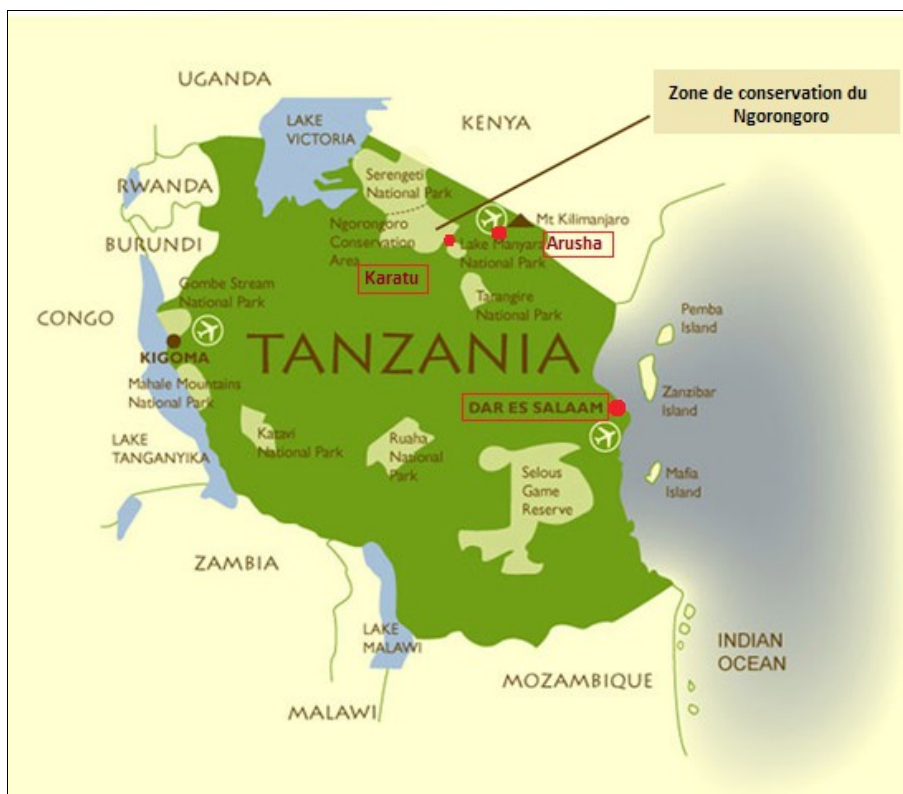 UGANDA
Zone de conservation du
Ngorongoro
LAKE
VICTORIA
KENYA
RWANDA
Serengeti
National Park
Mt Kilimanjaro
Ngorongoro
Conservation
Area
Lake Manyara
National Park
Arusha
BURUNDI
Karatu
Gombe Stream
National Park
Tarangire
National Park
CONGO
Pemba
Island
TANZANIA
KIGOMA
Mahale Mountains
National Park
Zanzibar
Island
DAR ES SALAAM
LAKE
TANGANYIKA
Katavi
National Park
Ruaha
National
Park
Selous
Game
Reserve
Mafia
Island
ZAMBIA
LAKE
MALAWI
INDIAN
OCEAN
MOZAMBIQUE
MALAWI